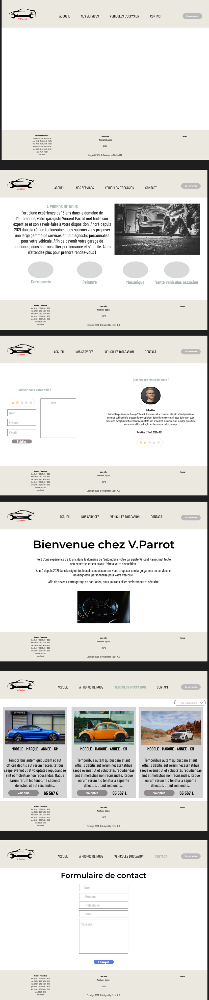 V.Parrot
ACCUEIL NOS SERVICES VEHICULES D'OCCASION CONTACT
Se connecter
Horaires d'ouverture
lun: 09:00 - 12:00, 14:00 - 18:00
mar: 09:00 - 12:00, 14:00 - 18:00
mer: 09:00 - 12:00, 14:00 - 18:00
jeu: 09:00 - 12:00, 14:00 - 18:00
ven: 09:00 - 12:00, 14:00 - 18:00
sam: 09:00 - 12:00
dim: fermé
Liens utiles
Mentions légales
RGPD
Copyright 2023 & Designed by Elodie ALIX
Contact
V.Parrot
ACCUEIL NOS SERVICES VEHICULES D'OCCASION CONTACT
Se connecter
A PROPOS DE NOUS
Fort d'une expérience de 15 ans dans le domaine de
l'automobile, votre garagiste Vincent Parrot met toute son
expertise et son savoir-faire à votre disposition. Ancré depuis
2021 dans la région toulousaine, nous saurons vous proposer
une large gamme de services et un diagnostic personnalisé
pour votre véhicule. Afin de devenir votre garage de
confiance, nous saurons allier performance et sécurité. Alors
n'attendez plus pour prendre rendez-vous !
Carrosserie
Peinture
Mécanique
Vente véhicules occasion
Horaires d'ouverture
lun: 09:00 - 12:00, 14:00 - 18:00
mar: 09:00 - 12:00, 14:00 - 18:00
mer: 09:00 - 12:00, 14:00 - 18:00
jeu: 09:00 - 12:00, 14:00 - 18:00
ven: 09:00 - 12:00, 14:00 - 18:00
sam: 09:00 - 12:00
dim: fermé
Liens utiles
Mentions légales
RGPD
Copyright 2023 & Designed by Elodie ALIX
Contact
V.Parrot
ACCUEIL NOS SERVICES VEHICULES D'OCCASION CONTACT
Se connecter
Laissez nous votre avis !
Nom
Prénom
Email
Publier
Avis
Que pensez-vous de nous ?
John Doe
J'ai fait l'expérience du Garage V.Parrot t vero eos et accusamus et iusto odio dignissimos
ducimus qui blanditiis praesentium voluptatum deleniti atque corrupti quos dolores et quas
molestias excepturi sint occaecati cupiditate non provident, similique sunt in culpa qui officia
deserunt mollitia animi, id est laborum et dolorum fuga.
Publié le 12 Avril 2021 à 15h
Horaires d'ouverture
lun: 09:00 - 12:00, 14:00 - 18:00
mar: 09:00 - 12:00, 14:00 - 18:00
mer: 09:00 - 12:00, 14:00 - 18:00
jeu: 09:00 - 12:00, 14:00 - 18:00
ven: 09:00 - 12:00, 14:00 - 18:00
sam: 09:00 - 12:00
dim: fermé
Liens utiles
Mentions légales
RGPD
Copyright 2023 & Designed by Elodie ALIX
Contact
V.Parrot
ACCUEIL NOS SERVICES VEHICULES D'OCCASION CONTACT
Se connecter
Bienvenue chez V.Parrot
Fort d'une expérience de 15 ans dans le domaine de l'automobile, votre garagiste Vincent Parrot met toute
son expertise et son savoir-faire à votre disposition.
Ancré depuis 2021 dans la région toulousaine, nous saurons vous proposer une large gamme de services et
un diagnostic personnalisé pour votre véhicule.
Afin de devenir votre garage de confiance, nous saurons allier performance et sécurité.
Horaires d'ouverture
lun: 09:00 - 12:00, 14:00 - 18:00
mar: 09:00 - 12:00, 14:00 - 18:00
mer: 09:00 - 12:00, 14:00 - 18:00
jeu: 09:00 - 12:00, 14:00 - 18:00
ven: 09:00 - 12:00, 14:00 - 18:00
sam: 09:00 - 12:00
dim: fermé
Liens utiles
Mentions légales
RGPD
Copyright 2023 & Designed by Elodie ALIX
Contact
V.Parrot
ACCUEIL A PROPOS DE NOUS VEHICULES D'OCCASION CONTACT
Se connecter
Trier les résultats
ENTRANCE
MODELE - MARQUE - ANNEE - KM
Temporibus autem quibusdam et aut
officiis debitis aut rerum necessitatibus
saepe eveniet ut et voluptates repudiandae
sint et molestiae non recusandae. Itaque
earum rerum hic tenetur a sapiente
delectus, ut aut reiciendis...
Voir plus 65 567 €
MODELE - MARQUE - ANNEE - KM
Temporibus autem quibusdam et aut
officiis debitis aut rerum necessitatibus
saepe eveniet ut et voluptates repudiandae
sint et molestiae non recusandae. Itaque
earum rerum hic tenetur a sapiente
delectus, ut aut reiciendis...
Voir plus 65 567 €
MODELE - MARQUE - ANNEE - KM
Temporibus autem quibusdam et aut
officiis debitis aut rerum necessitatibus
saepe eveniet ut et voluptates repudiandae
sint et molestiae non recusandae. Itaque
earum rerum hic tenetur a sapiente
delectus, ut aut reiciendis...
Voir plus 65 567 €
Horaires d'ouverture
lun: 09:00 - 12:00, 14:00 - 18:00
mar: 09:00 - 12:00, 14:00 - 18:00
mer: 09:00 - 12:00, 14:00 - 18:00
jeu: 09:00 - 12:00, 14:00 - 18:00
ven: 09:00 - 12:00, 14:00 - 18:00
sam: 09:00 - 12:00
dim: fermé
Liens utiles
Mentions légales
RGPD
Copyright 2023 & Designed by Elodie ALIX
Contact
V.Parrot
ACCUEIL A PROPOS DE NOUS VEHICULES D'OCCASION CONTACT
Se connecter
Formulaire de contact
Nom
Prénom
Téléphone
Email
Message
Envoyer
Horaires d'ouverture
lun: 09:00 - 12:00, 14:00 - 18:00
mar: 09:00 - 12:00, 14:00 - 18:00
mer: 09:00 - 12:00, 14:00 - 18:00
jeu: 09:00 - 12:00, 14:00 - 18:00
ven: 09:00 - 12:00, 14:00 - 18:00
sam: 09:00 - 12:00
dim: fermé
Liens utiles
Mentions légales
RGPD
Copyright 2023 & Designed by Elodie ALIX
Contact